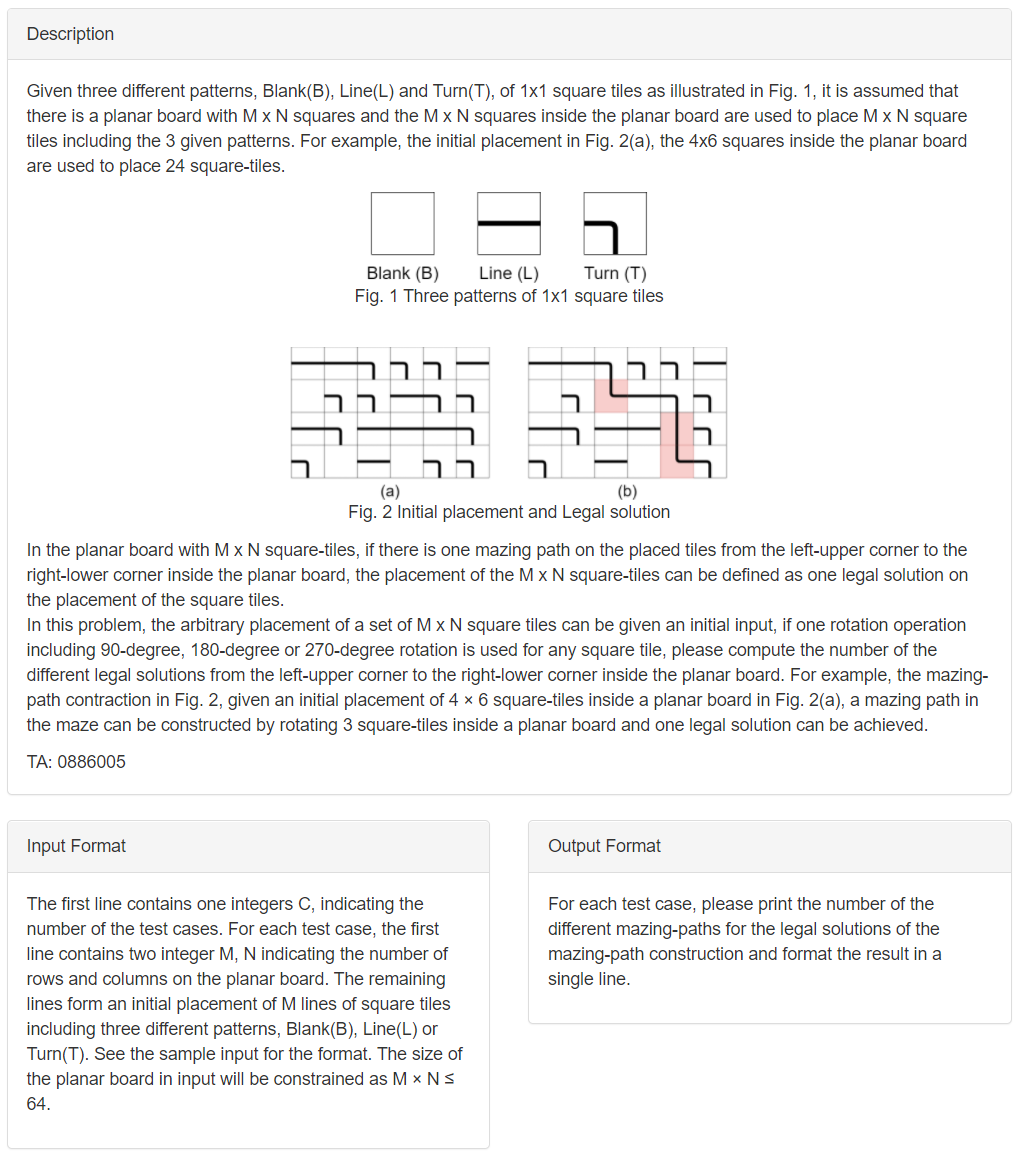 Description
Given three different patterns, Blank(B), Line(L) and Turn(T), of 1x1 square tiles as illustrated in Fig. 1, it is assumed that
there is a planar board with M x N squares and the M x N squares inside the planar board are used to place M x N square
tiles including the 3 given patterns. For example, the initial placement in Fig. 2(a), the 4x6 squares inside the planar board
are used to place 24 square-tiles.
Blank (B) Line (L) Turn (T)
Fig. 1 Three patterns of 1x1 square tiles
(a) (b)
Fig. 2 Initial placement and Legal solution
In the planar board with M x N square-tiles, if there is one mazing path on the placed tiles from the left-upper corner to the
right-lower corner inside the planar board, the placement of the M x N square-tiles can be defined as one legal solution on
the placement of the square tiles.
In this problem, the arbitrary placement of a set of M x N square tiles can be given an initial input, if one rotation operation
including 90-degree, 180-degree or 270-degree rotation is used for any square tile, please compute the number of the
different legal solutions from the left-upper corner to the right-lower corner inside the planar board. For example, the mazing-
path contraction in Fig. 2, given an initial placement of 4 × 6 square-tiles inside a planar board in Fig. 2(a), a mazing path in
the maze can be constructed by rotating 3 square-tiles inside a planar board and one legal solution can be achieved.
TA: 0886005
Input Format
The first line contains one integers C, indicating the
number of the test cases. For each test case, the first
line contains two integer M, N indicating the number of
rows and columns on the planar board. The remaining
lines form an initial placement of M lines of square tiles
including three different patterns, Blank(B), Line(L) or
Turn(T). See the sample input for the format. The size of
the planar board in input will be constrained as M × N ≤
64.
Output Format
For each test case, please print the number of the
different mazing-paths for the legal solutions of the
mazing-path construction and format the result in a
single line.